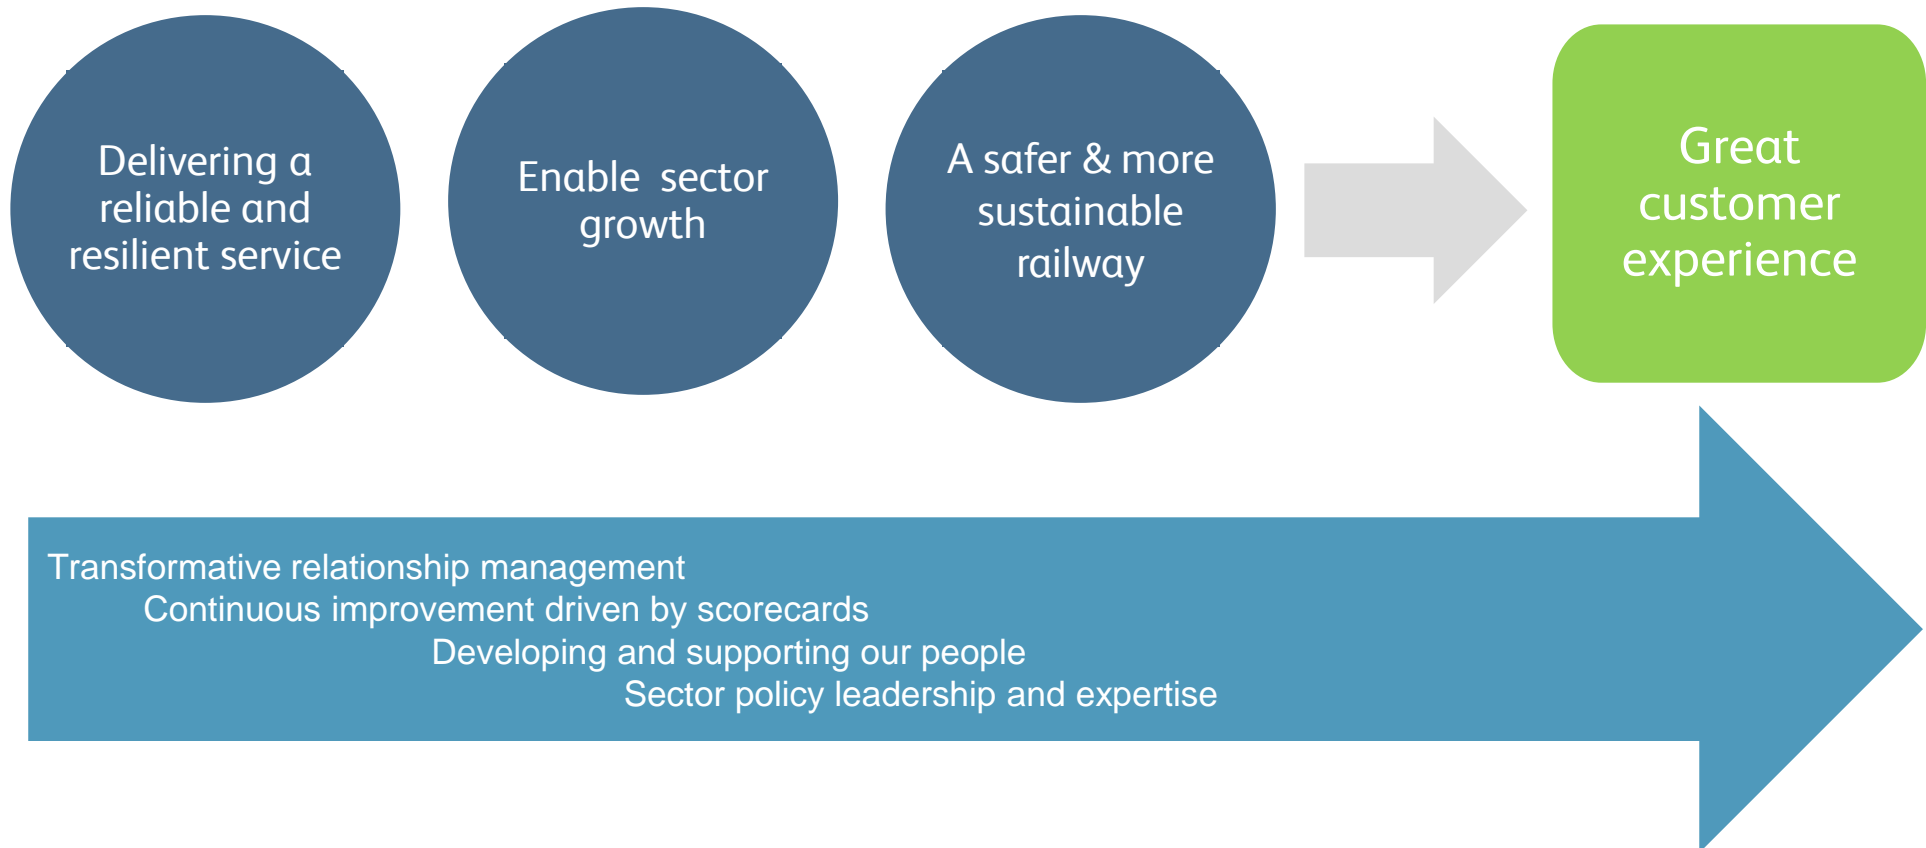 Delivering a
reliable and
resilient service
Enable  sector
growth
A safer & more
sustainable
railway
Great
customer
experience
Transformative relationship management
Continuous improvement driven by scorecards
Developing and supporting our people
Sector policy leadership and expertise